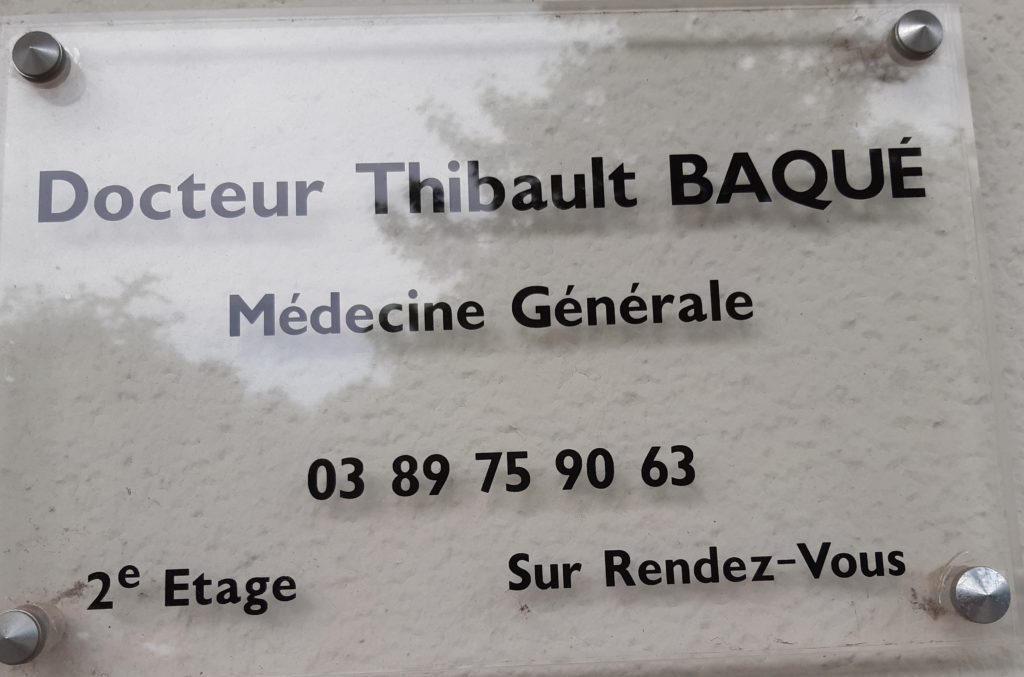 Docteur Thibault BAQUÉ
Médecine Générale
03 89 75 90 63
2e Etage Sur Rendez-Vous